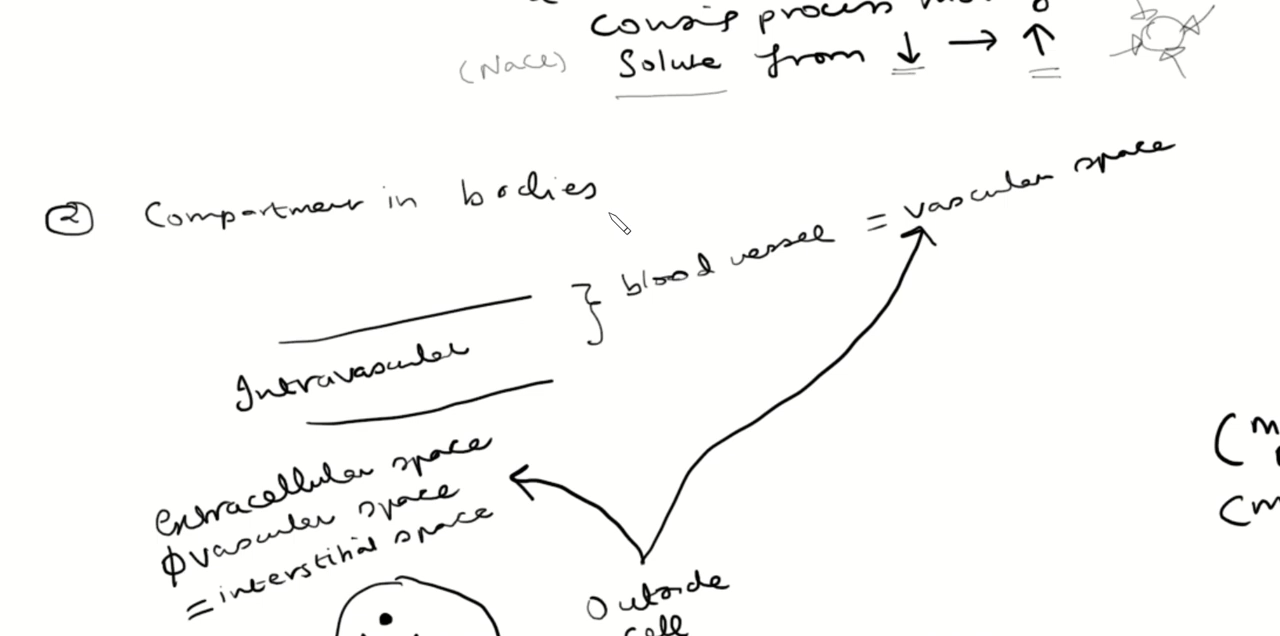 process
(Nacl) Solute from ↓ → ↑
② Compartment in bodies
} blood vessel = vascular space
Intravascular
extracellular space
ɸ vascular space
= interstitial space
Outside
cell